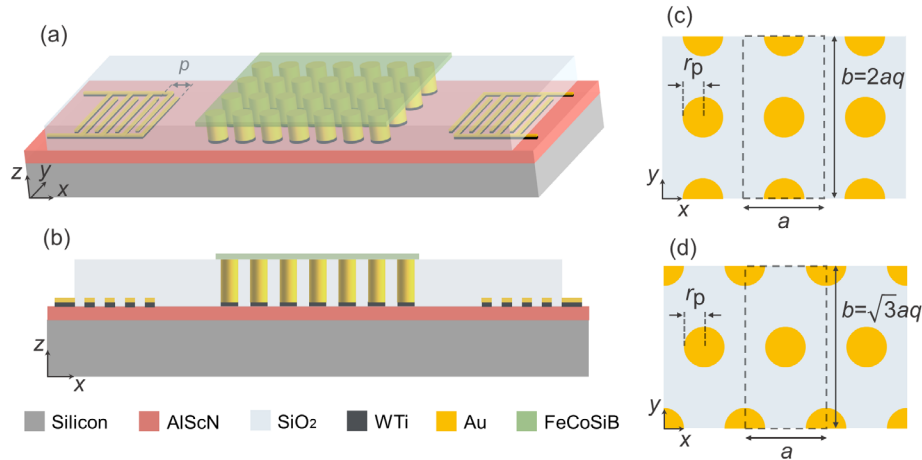 (a)
p
z
y
x
(b)
z
x
Silicon
AlScN
SiO₂
WTi
Au
FeCoSiB
(c)
rₚ
b=2aq
y
x
a
(d)
rₚ
b=√3aq
y
x
a